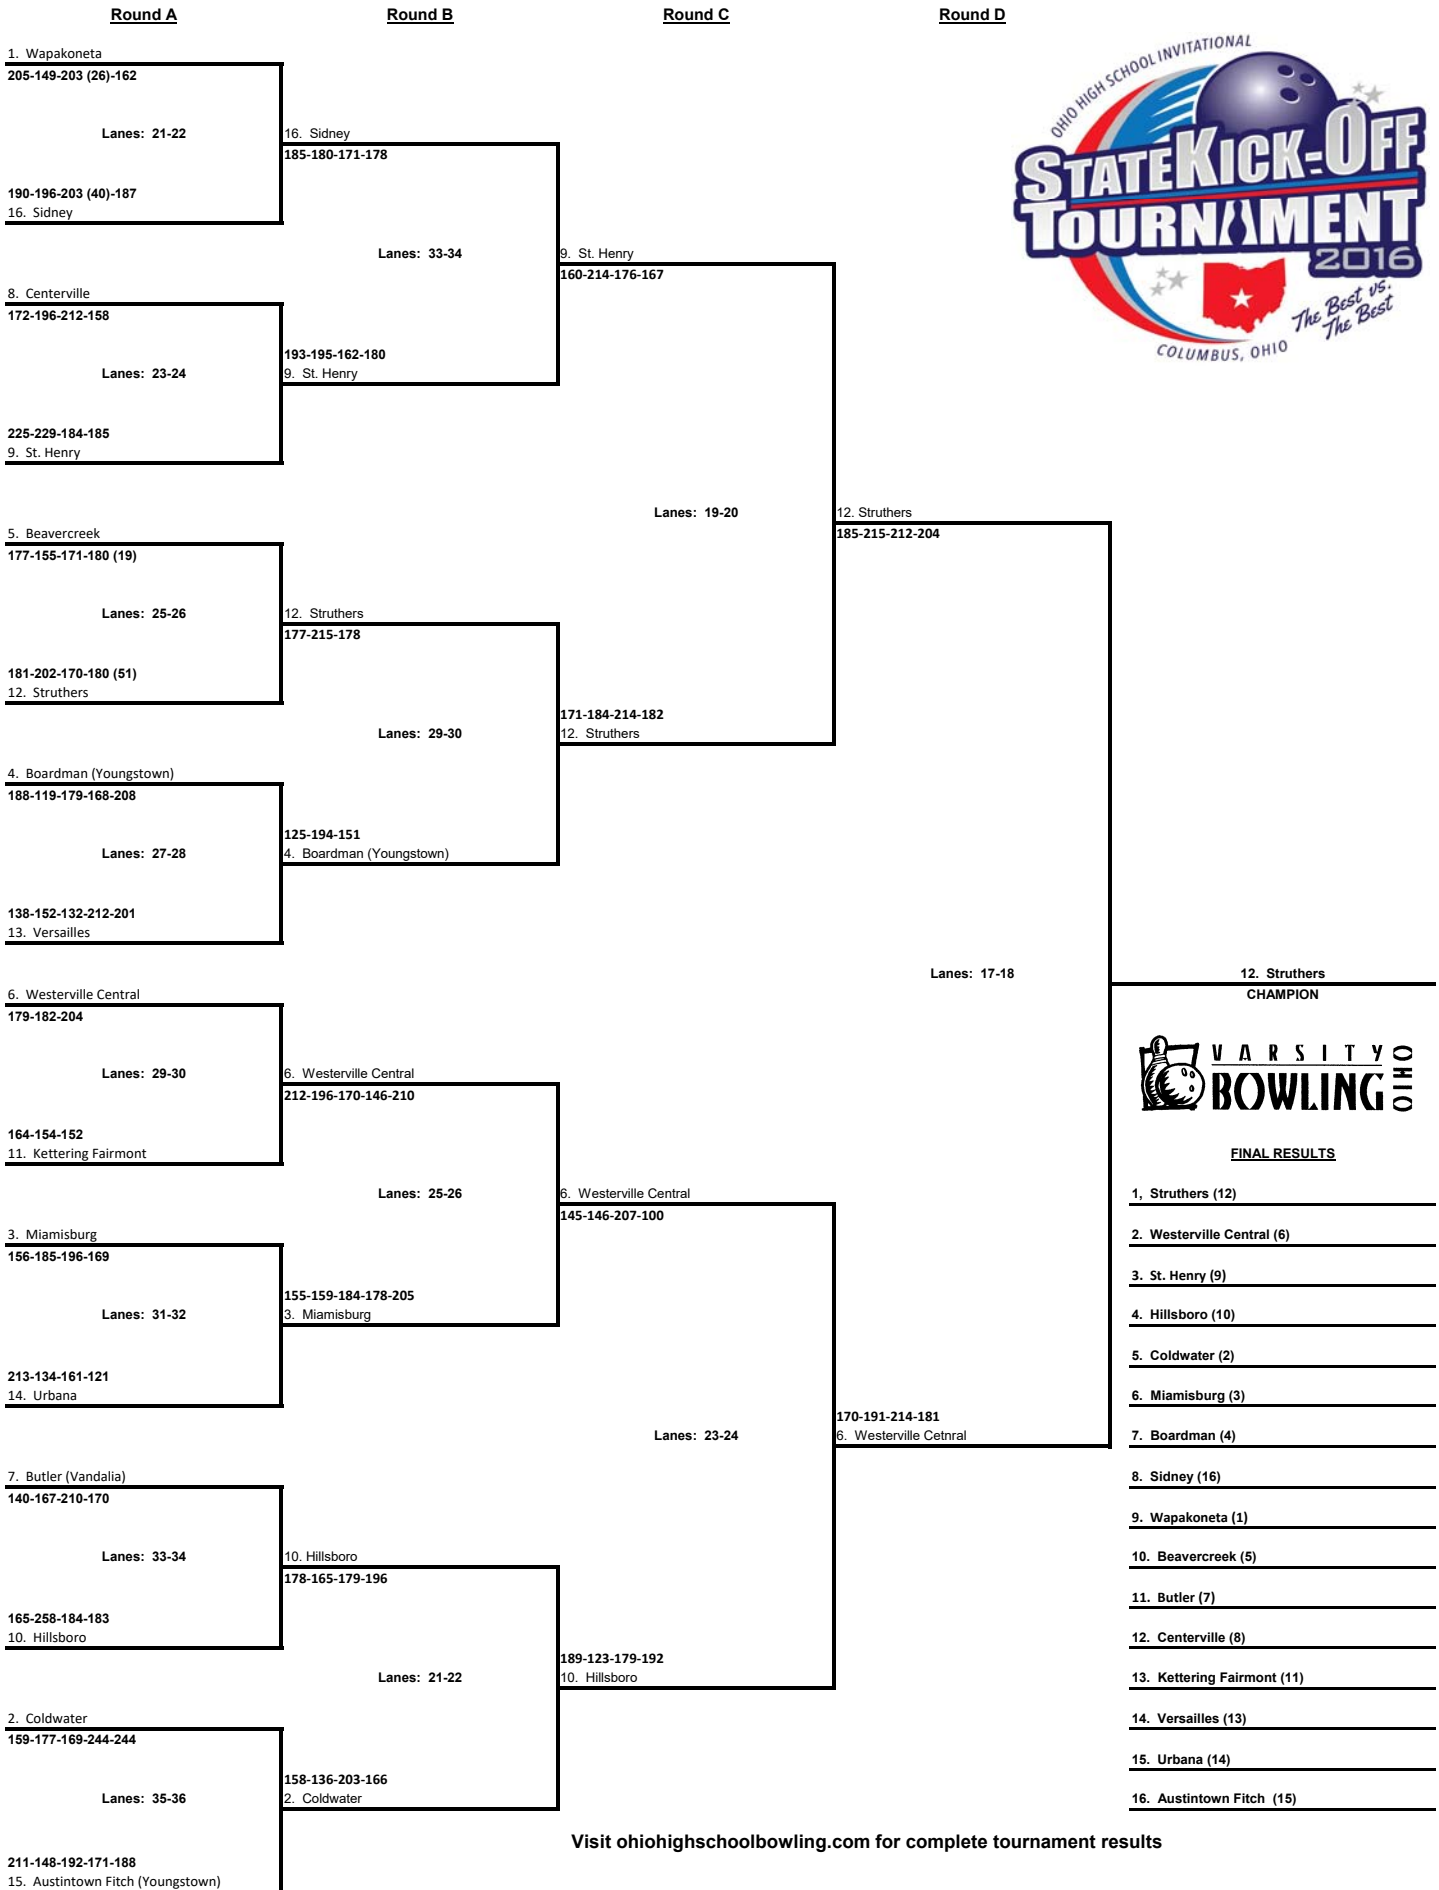 Round A
Round B
Round C
Round D
1. Wapakoneta
205-149-203 (26)-162
Lanes: 21-22
190-196-203 (40)-187
16. Sidney
8. Centerville
172-196-212-158
Lanes: 23-24
225-229-184-185
9. St. Henry
5. Beavercreek
177-155-171-180 (19)
Lanes: 25-26
181-202-170-180 (51)
12. Struthers
4. Boardman (Youngstown)
188-119-179-168-208
Lanes: 27-28
138-152-132-212-201
13. Versailles
6. Westerville Central
179-182-204
Lanes: 29-30
164-154-152
11. Kettering Fairmont
3. Miamisburg
156-185-196-169
Lanes: 31-32
213-134-161-121
14. Urbana
7. Butler (Vandalia)
140-167-210-170
Lanes: 33-34
165-258-184-183
10. Hillsboro
2. Coldwater
159-177-169-244-244
Lanes: 35-36
211-148-192-171-188
15. Austintown Fitch (Youngstown)
16. Sidney
185-180-171-178
Lanes: 33-34
193-195-162-180
9. St. Henry
12. Struthers
177-215-178
Lanes: 29-30
125-194-151
4. Boardman (Youngstown)
6. Westerville Central
212-196-170-146-210
Lanes: 25-26
155-159-184-178-205
3. Miamisburg
10. Hillsboro
178-165-179-196
Lanes: 21-22
158-136-203-166
2. Coldwater
9. St. Henry
160-214-176-167
Lanes: 19-20
171-184-214-182
12. Struthers
6. Westerville Central
145-146-207-100
Lanes: 23-24
189-123-179-192
10. Hillsboro
12. Struthers
185-215-212-204
Lanes: 17-18
170-191-214-181
6. Westerville Cetnral
OHIO HIGH SCHOOL INVITATIONAL
STATE KICK-OFF
TOURNAMENT
2016
The Best vs.
The Best
COLUMBUS, OHIO
12. Struthers
CHAMPION
VARSITY
BOWLING
OHIO
FINAL RESULTS
1, Struthers (12)
2. Westerville Central (6)
3. St. Henry (9)
4. Hillsboro (10)
5. Coldwater (2)
6. Miamisburg (3)
7. Boardman (4)
8. Sidney (16)
9. Wapakoneta (1)
10. Beavercreek (5)
11. Butler (7)
12. Centerville (8)
13. Kettering Fairmont (11)
14. Versailles (13)
15. Urbana (14)
16. Austintown Fitch (15)
Visit ohiohighschoolbowling.com for complete tournament results